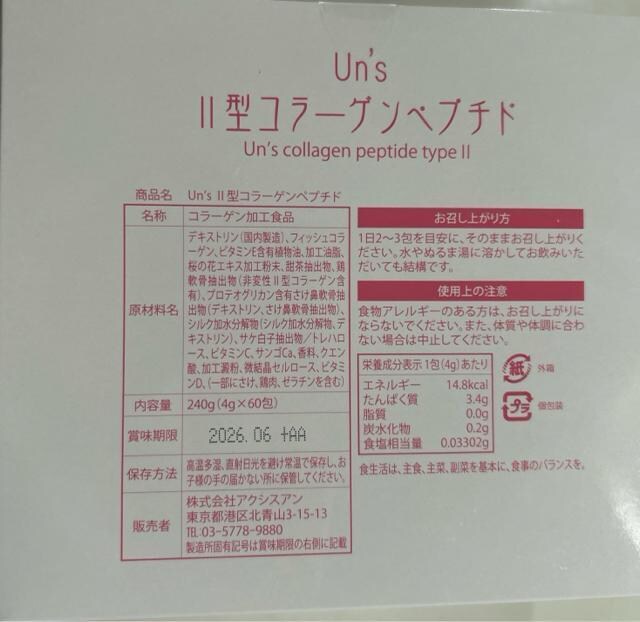 Un's
II型コラーゲンペプチド
Un's collagen peptide type II
商品名 Un's II型コラーゲンペプチド
名称 コラーゲン加工食品
原材料名
デキストリン(国内製造)、フィッシュコラ
ーゲン、ビタミンE含有植物油、加工油脂、
桜の花エキス加工粉末、甜茶抽出物、鶏
軟骨抽出物(非変性II型コラーゲン含
有)、プロテオグリカン含有さけ鼻軟骨抽
出物(デキストリン、さけ鼻軟骨抽出物)、
シルク加水分解物(シルク加水分解物、デ
キストリン)、サケ白子抽出物/トレハロ
ース、ビタミンC、サンゴCa、香料、クエン
酸、加工澱粉、微結晶セルロース、ビタミ
ンD、(一部にさけ、鶏肉、ゼラチンを含む)
内容量 240g(4g×60包)
賞味期限 2026.06 +AA
保存方法
高温多湿、直射日光を避け常温で保存し、お
子様の手の届かない所に保管してください。
販売者
株式会社アクシスアン
東京都港区北青山3-15-13
TEL:03-5778-9880
製造所固有記号は賞味期限の右側に記載
お召し上がり方
1日2〜3包を目安に、そのままお召し上がりく
ださい。水やぬるま湯に溶かしてお飲みいた
だいても結構です。
使用上の注意
食物アレルギーのある方は、お召し上がりに
ならないでください。また、体質や体調に合わ
ない場合は中止してください。
栄養成分表示 1包(4g)あたり
エネルギー 14.8kcal
たんぱく質 3.4g
脂質 0.0g
炭水化物 0.2g
食塩相当量 0.03302g
紙 外箱
プラ 個包装
食生活は、主食、主菜、副菜を基本に、食事のバランスを。